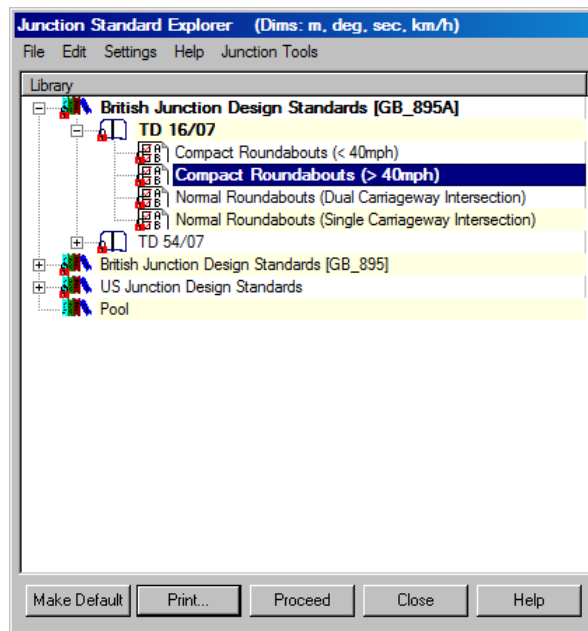 Junction Standard Explorer (Dims: m, deg, sec, km/h)
File Edit Settings Help Junction Tools
Library
British Junction Design Standards [GB_895A]
TD 16/07
Compact Roundabouts (< 40mph)
Compact Roundabouts (> 40mph)
Normal Roundabouts (Dual Carriageway Intersection)
Normal Roundabouts (Single Carriageway Intersection)
TD 54/07
British Junction Design Standards [GB_895]
US Junction Design Standards
Pool
Make Default Print... Proceed Close Help